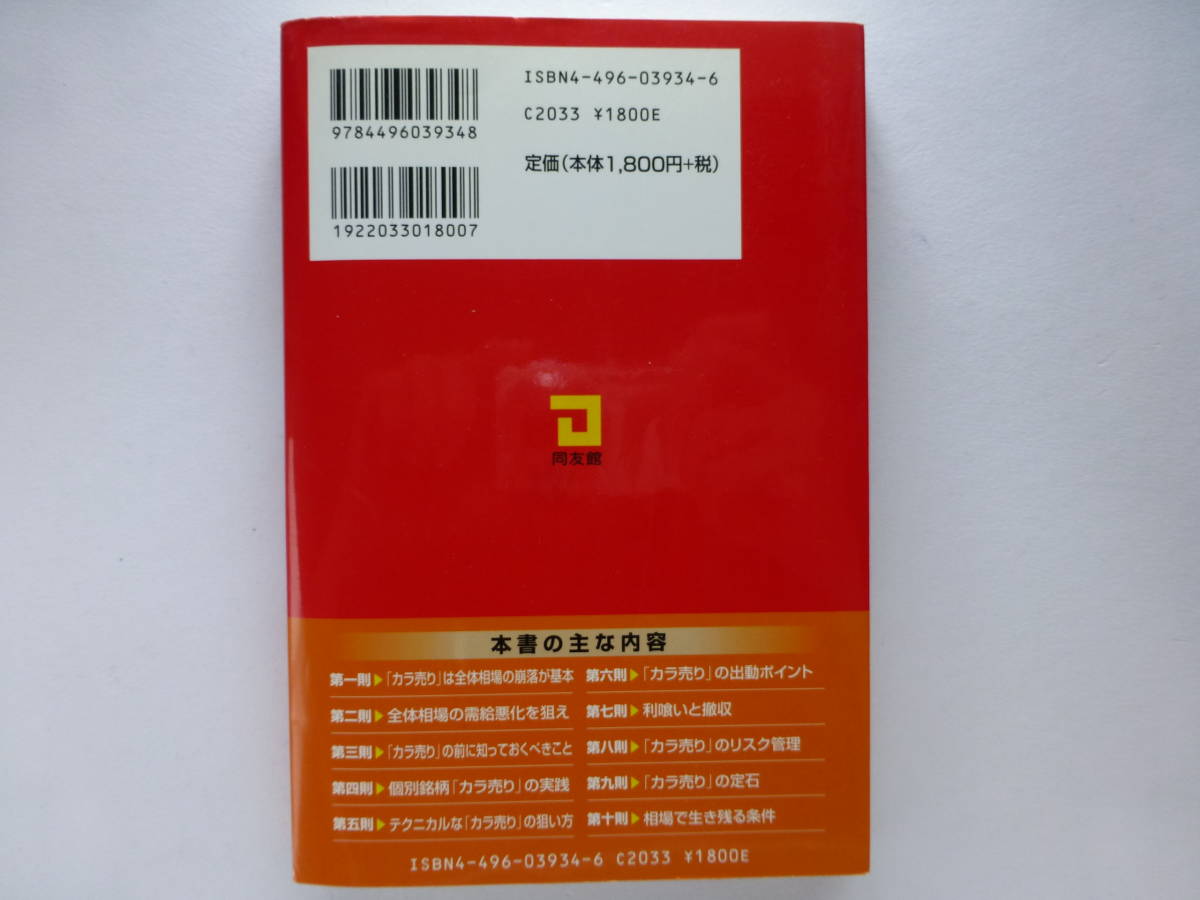 ISBN4-496-03934-6
C2033 ¥1800E
9784496039348
定価(本体1,800円+税)
1922033018007
同友館
本書の主な内容
第一則▶「カラ売り」は全体相場の崩落が基本
第二則▶全体相場の需給悪化を狙え
第三則▶「カラ売り」の前に知っておくべきこと
第四則▶個別銘柄「カラ売り」の実践
第五則▶テクニカルな「カラ売り」の狙い方
第六則▶「カラ売り」の出動ポイント
第七則▶利喰いと撤収
第八則▶「カラ売り」のリスク管理
第九則▶「カラ売り」の定石
第十則▶相場で生き残る条件
ISBN4-496-03934-6 C2033 ¥1800E